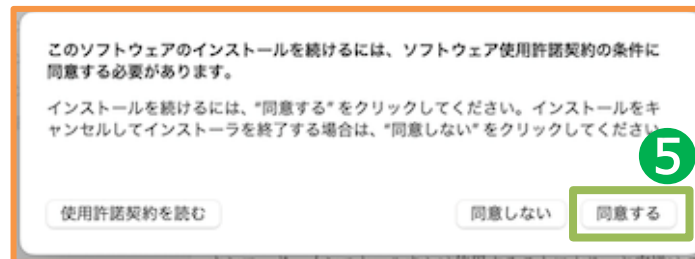 このソフトウェアのインストールを続けるには、ソフトウェア使用許諾契約の条件に
同意する必要があります。
インストールを続けるには、“同意する” をクリックしてください。インストールをキ
ャンセルしてインストーラを終了する場合は、“同意しない” をクリックしてください
5
使用許諾契約を読む
同意しない
同意する